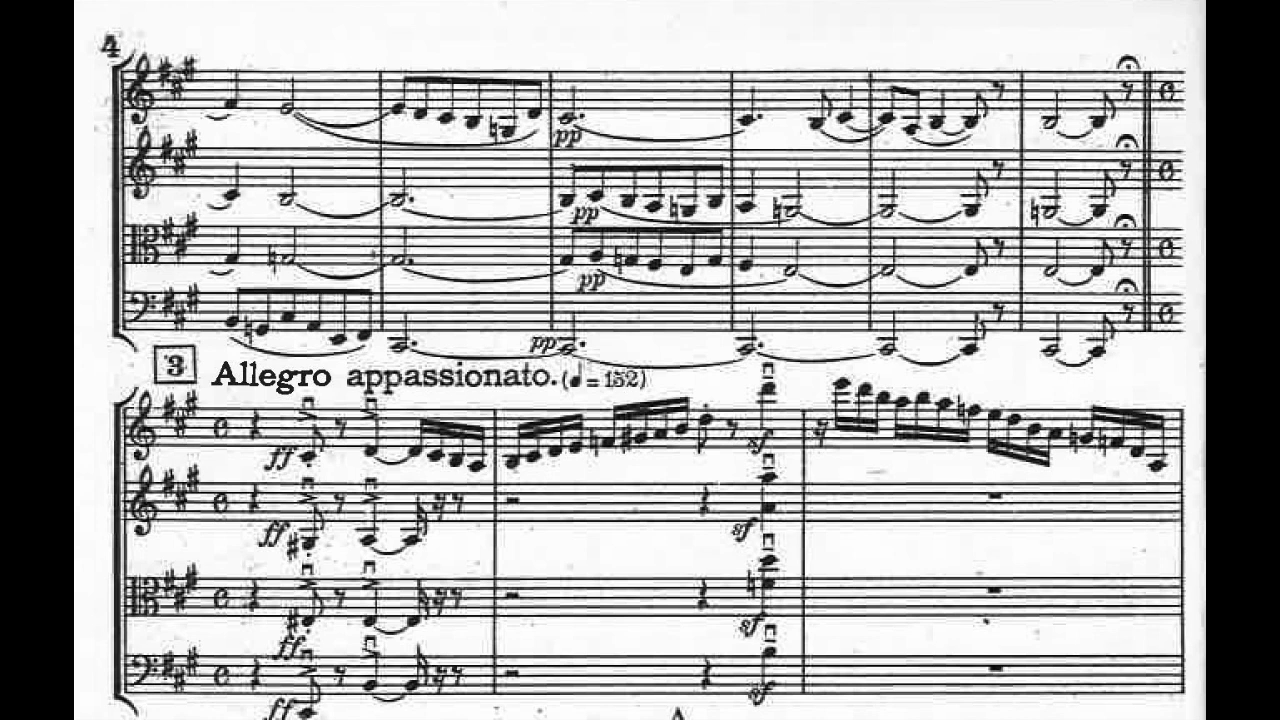 4
pp
pp
pp
pp
3 Allegro appassionato. (♩ = 152)
ff
sf
ff
sf
ff
sf
ff
sf